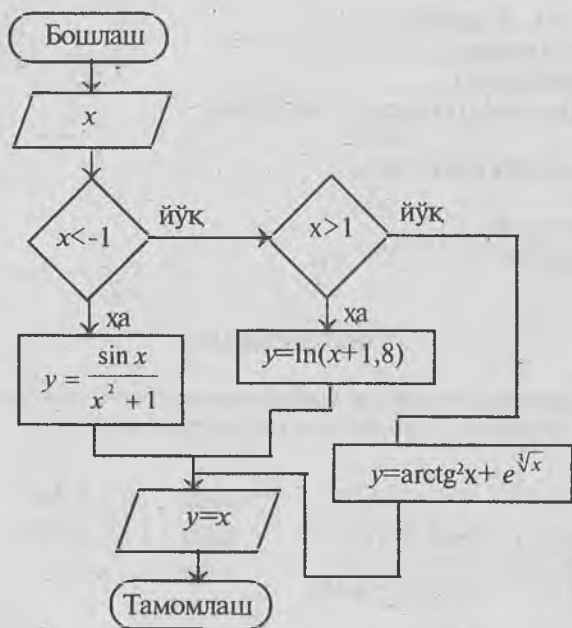 Бошлаш
x
x<-1
йўқ
x>1
йўқ
ҳа
ҳа
y = sin x / x² + 1
y=ln(x+1,8)
y=arctg²x+ e^∛x
y=x
Тамомлаш